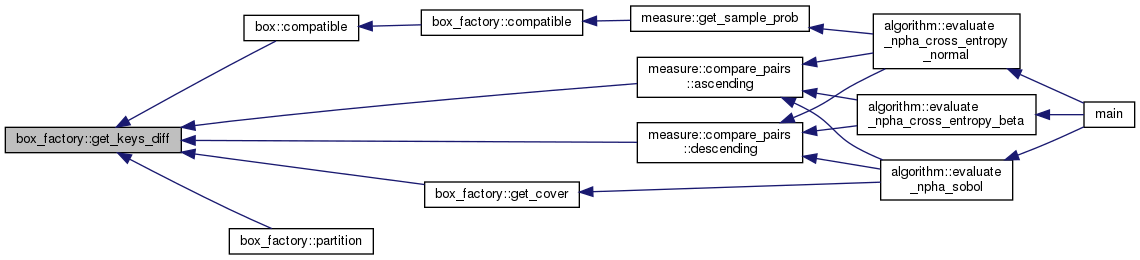 box_factory::get_keys_diff
box::compatible
box_factory::compatible
measure::get_sample_prob
algorithm::evaluate
_npha_cross_entropy
_normal
measure::compare_pairs
::ascending
algorithm::evaluate
_npha_cross_entropy_beta
main
measure::compare_pairs
::descending
box_factory::get_cover
algorithm::evaluate
_npha_sobol
box_factory::partition